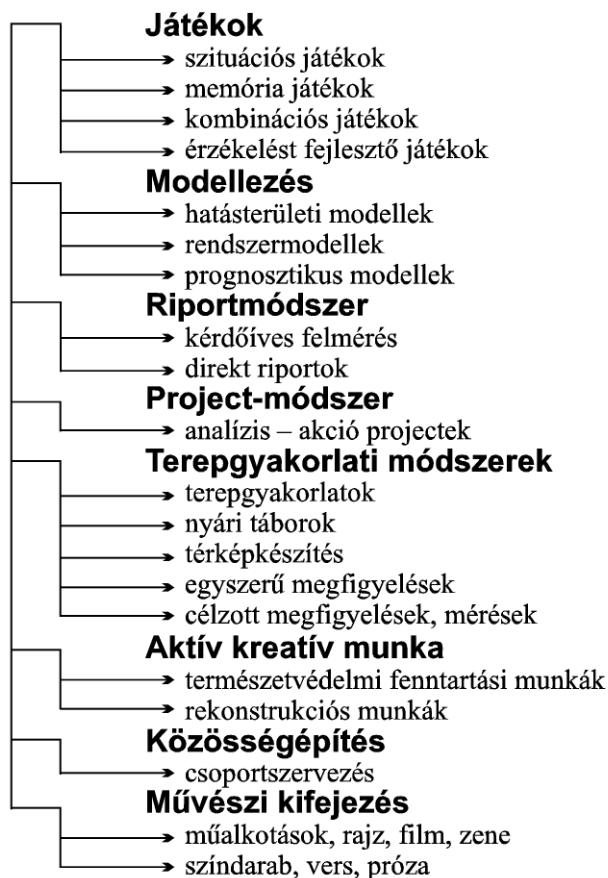 Játékok
szituációs játékok
memória játékok
kombinációs játékok
érzékelést fejlesztő játékok
Modellezés
hatásterületi modellek
rendszermodellek
prognosztikus modellek
Riportmódszer
kérdőíves felmérés
direkt riportok
Project-módszer
analízis – akció projectek
Terepgyakorlati módszerek
terepgyakorlatok
nyári táborok
térképkészítés
egyszerű megfigyelések
célzott megfigyelések, mérések
Aktív kreatív munka
természetvédelmi fenntartási munkák
rekonstrukciós munkák
Közösségépítés
csoportszervezés
Művészi kifejezés
műalkotások, rajz, film, zene
színdarab, vers, próza